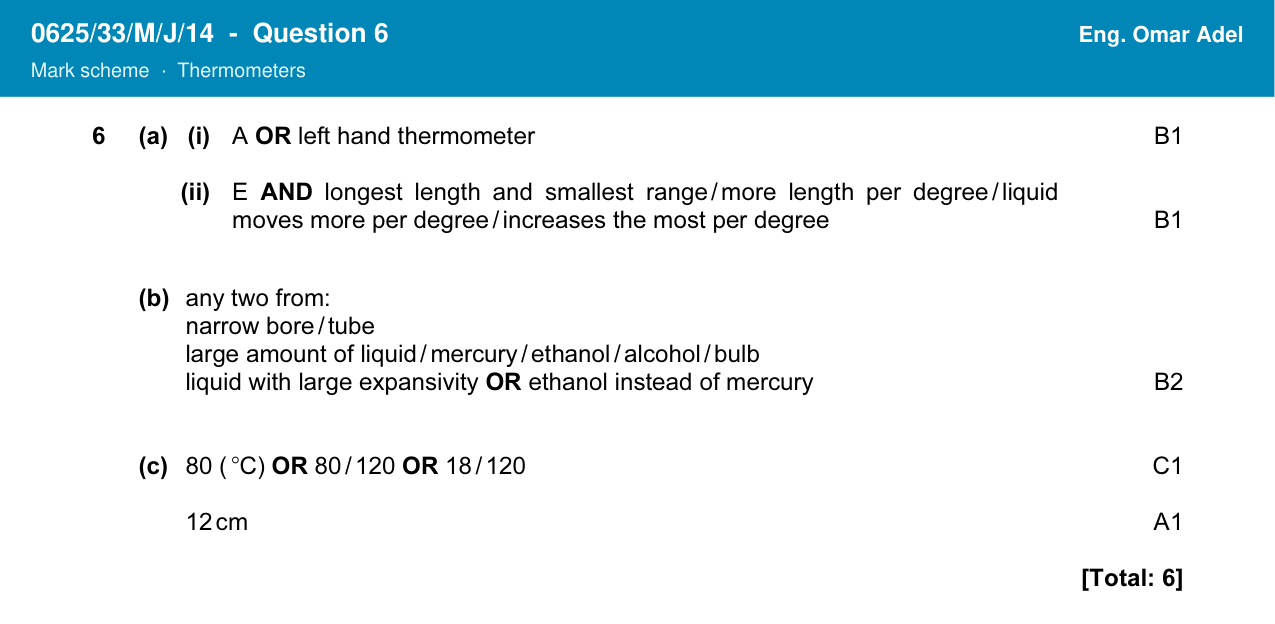 0625/33/M/J/14 - Question 6
Eng. Omar Adel
Mark scheme · Thermometers
6 (a) (i) A OR left hand thermometer B1
(ii) E AND longest length and smallest range/more length per degree/liquid
moves more per degree/increases the most per degree B1
(b) any two from:
narrow bore/tube
large amount of liquid/mercury/ethanol/alcohol/bulb
liquid with large expansivity OR ethanol instead of mercury B2
(c) 80 (°C) OR 80/120 OR 18/120 C1
12 cm A1
[Total: 6]